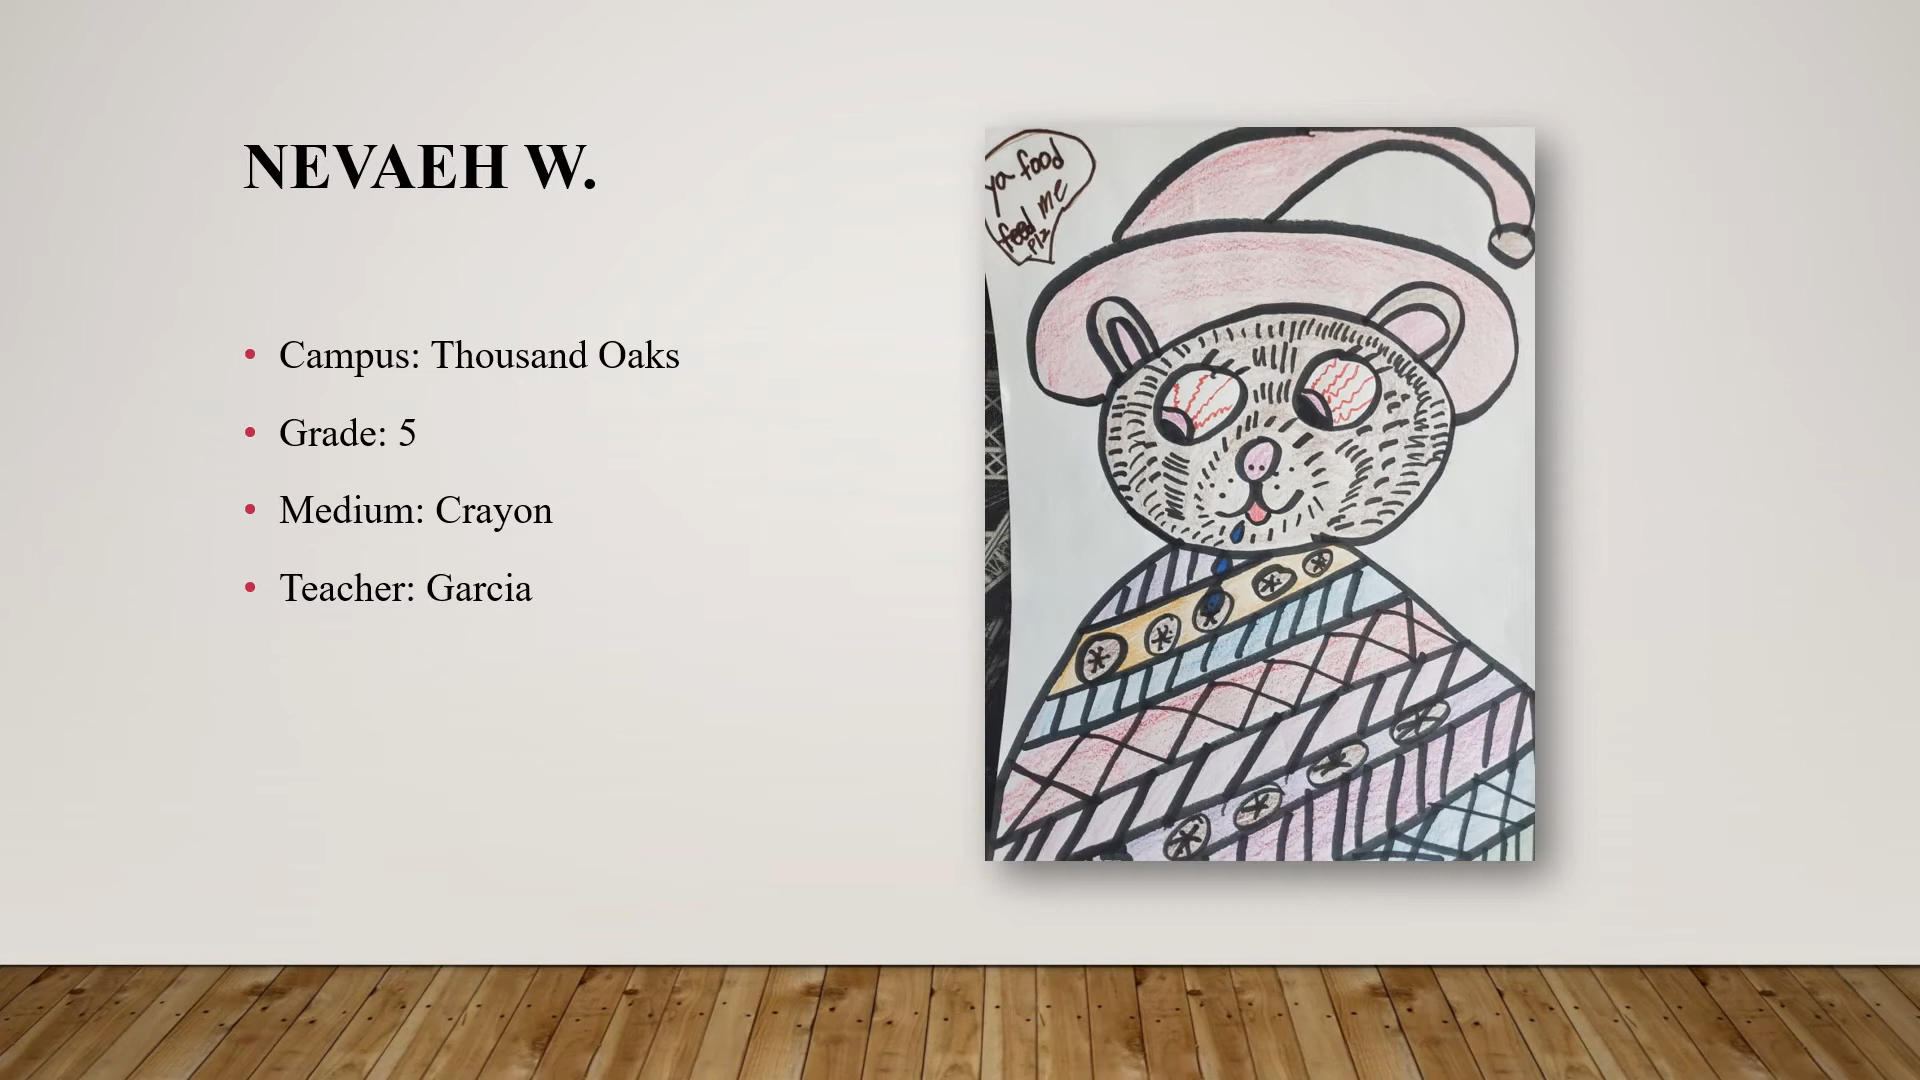 NEVAEH W.
Campus: Thousand Oaks
Grade: 5
Medium: Crayon
Teacher: Garcia
ya food
feed me
plz